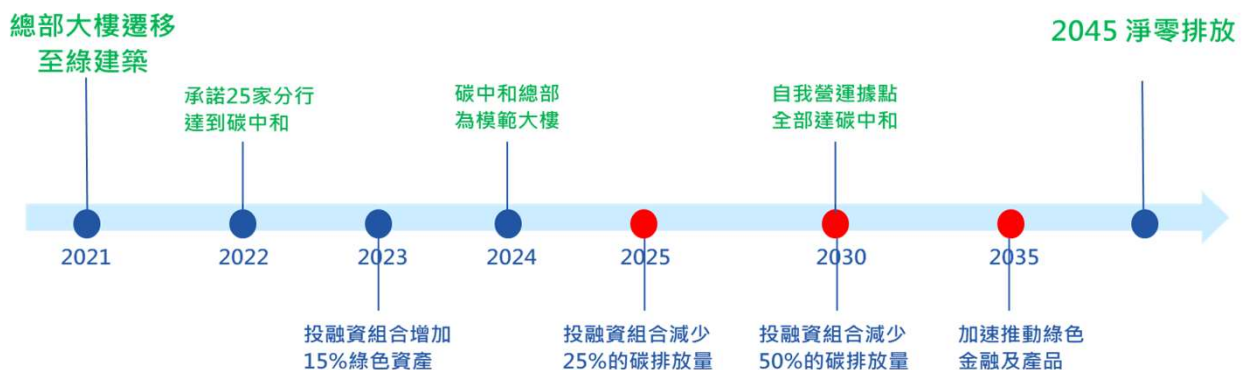 總部大樓遷移
至綠建築
2045 淨零排放
承諾25家分行
達到碳中和
碳中和總部
為模範大樓
自我營運據點
全部達碳中和
2021
2022
2023
2024
2025
2030
2035
投融資組合增加
15%綠色資產
投融資組合減少
25%的碳排放量
投融資組合減少
50%的碳排放量
加速推動綠色
金融及產品